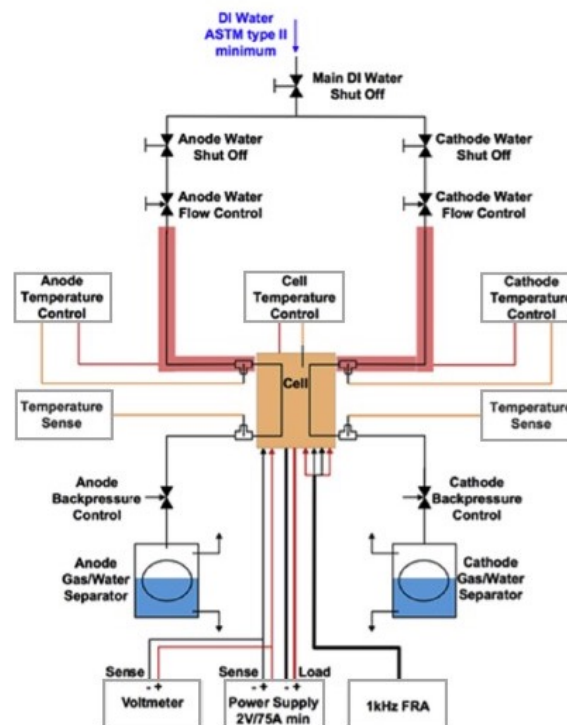 DI Water
ASTM type II
minimum
Main DI Water
Shut Off
Anode Water
Shut Off
Cathode Water
Shut Off
Anode Water
Flow Control
Cathode Water
Flow Control
Anode
Temperature
Control
Cell
Temperature
Control
Cathode
Temperature
Control
Cell
Temperature
Sense
Temperature
Sense
Anode
Backpressure
Control
Cathode
Backpressure
Control
Anode
Gas/Water
Separator
Cathode
Gas/Water
Separator
Sense
- +
Voltmeter
Sense
- +
- +
Load
Power Supply
2V/75A min
1kHz FRA